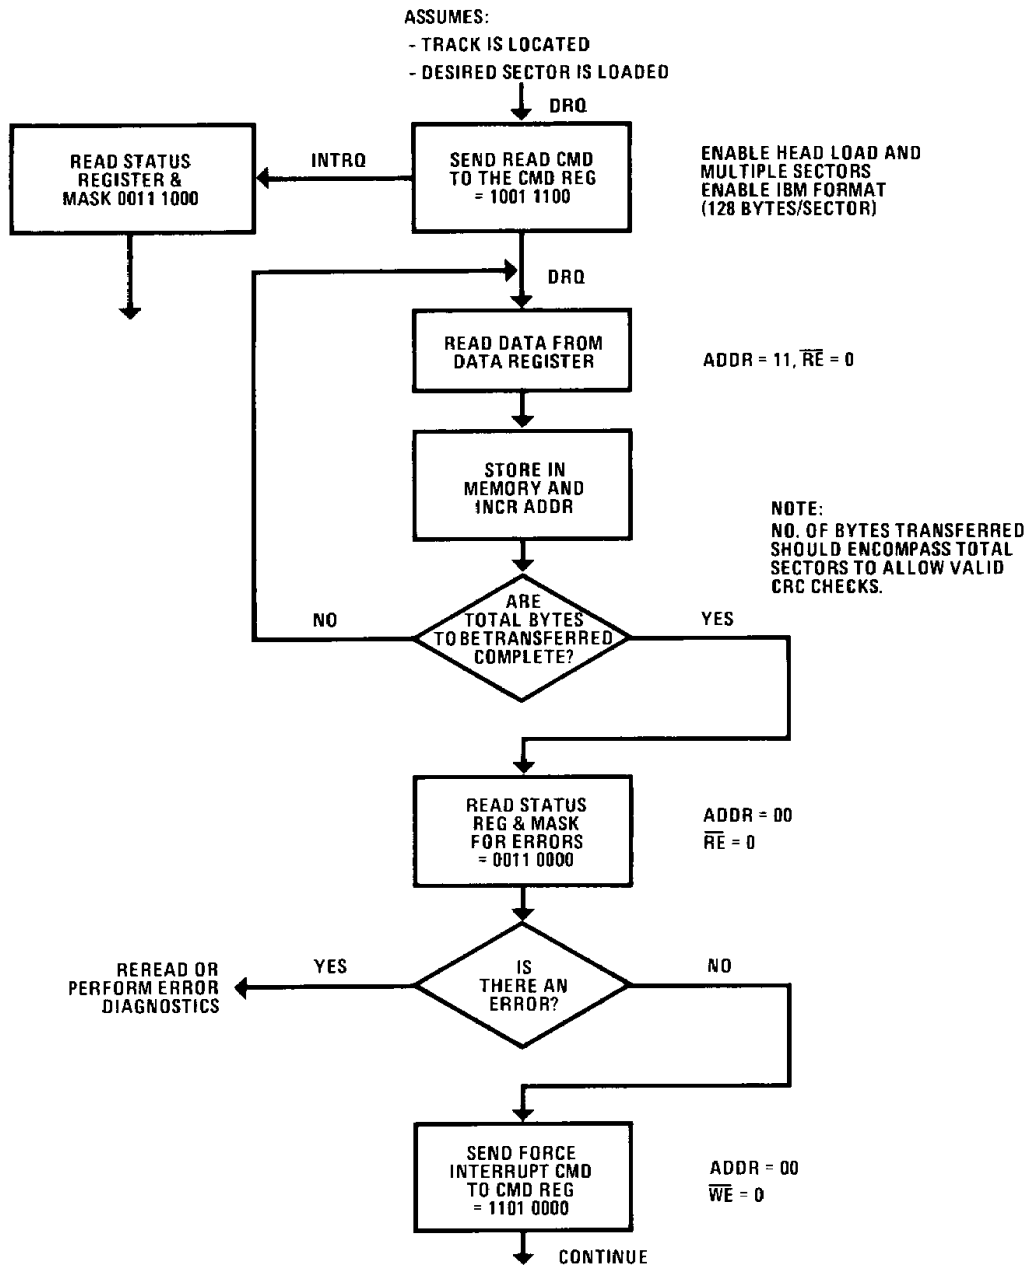 ASSUMES:
- TRACK IS LOCATED
- DESIRED SECTOR IS LOADED
DRQ
READ STATUS
REGISTER &
MASK 0011 1000
INTRQ
SEND READ CMD
TO THE CMD REG
= 1001 1100
ENABLE HEAD LOAD AND
MULTIPLE SECTORS
ENABLE IBM FORMAT
(128 BYTES/SECTOR)
DRQ
READ DATA FROM
DATA REGISTER
ADDR = 11, R̅E̅ = 0
STORE IN
MEMORY AND
INCR ADDR
NOTE:
NO. OF BYTES TRANSFERRED
SHOULD ENCOMPASS TOTAL
SECTORS TO ALLOW VALID
CRC CHECKS.
ARE
TOTAL BYTES
TO BE TRANSFERRED
COMPLETE?
NO
YES
READ STATUS
REG & MASK
FOR ERRORS
= 0011 0000
ADDR = 00
R̅E̅ = 0
IS
THERE AN
ERROR?
YES
NO
REREAD OR
PERFORM ERROR
DIAGNOSTICS
SEND FORCE
INTERRUPT CMD
TO CMD REG
= 1101 0000
ADDR = 00
W̅E̅ = 0
CONTINUE